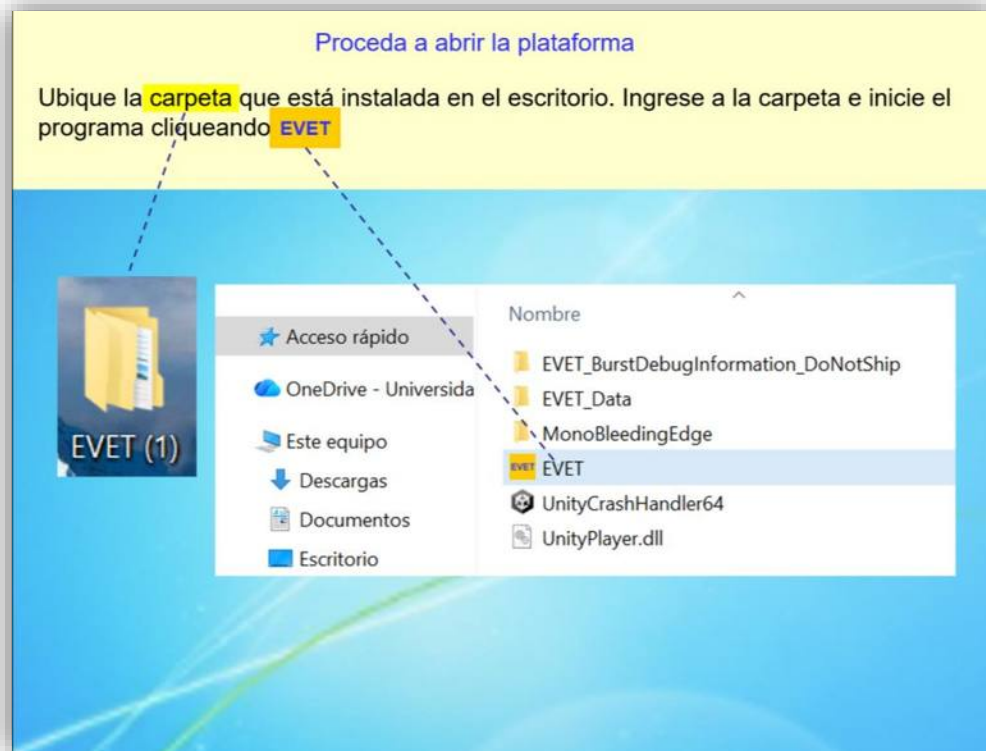 Proceda a abrir la plataforma
Ubique la carpeta que está instalada en el escritorio. Ingrese a la carpeta e inicie el
programa cliqueando EVET
EVET (1)
Acceso rápido
OneDrive - Universida
Este equipo
Descargas
Documentos
Escritorio
Nombre
EVET_BurstDebugInformation_DoNotShip
EVET_Data
MonoBleedingEdge
EVET EVET
UnityCrashHandler64
UnityPlayer.dll